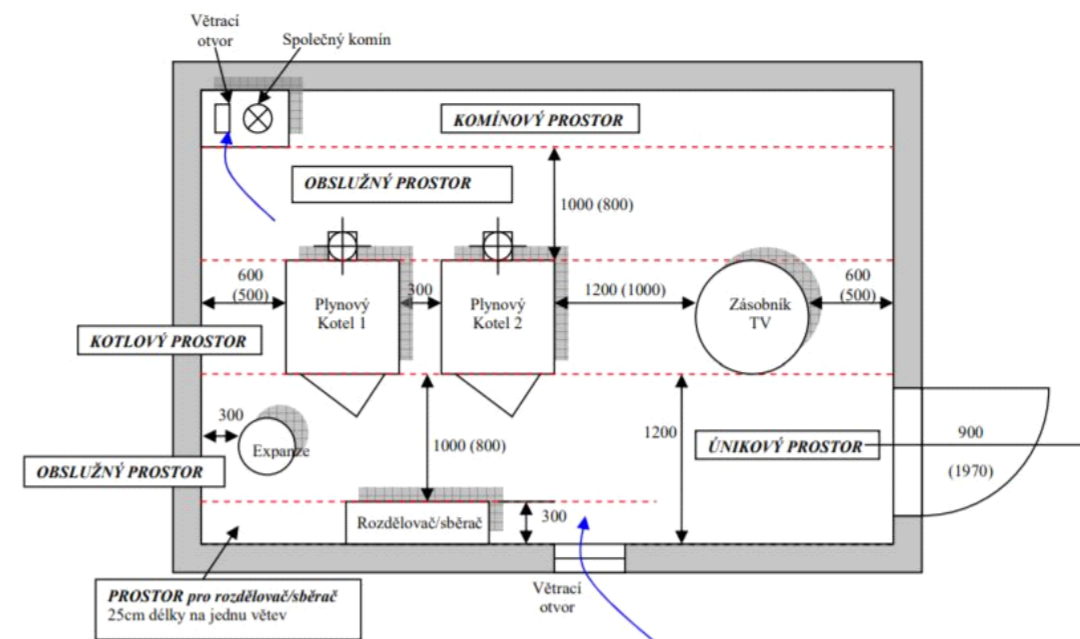 Větrací
otvor
Společný komín
KOMÍNOVÝ PROSTOR
OBSLUŽNÝ PROSTOR
1000 (800)
600
(500)
300
1200 (1000)
600
(500)
Plynový
Kotel 1
Plynový
Kotel 2
Zásobník
TV
KOTLOVÝ PROSTOR
300
Expanze
1000 (800)
1200
ÚNIKOVÝ PROSTOR
900
(1970)
OBSLUŽNÝ PROSTOR
Rozdělovač/sběrač
300
PROSTOR pro rozdělovač/sběrač
25cm délky na jednu větev
Větrací
otvor